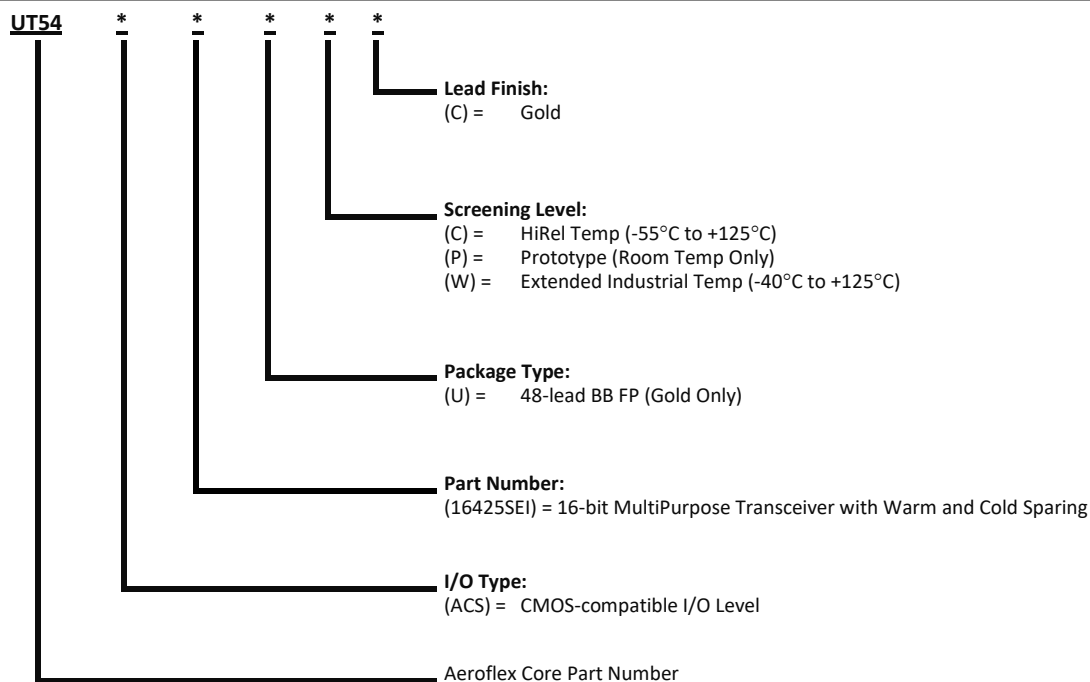 UT54 * * * * *
Lead Finish:
(C) = Gold
Screening Level:
(C) = HiRel Temp (-55°C to +125°C)
(P) = Prototype (Room Temp Only)
(W) = Extended Industrial Temp (-40°C to +125°C)
Package Type:
(U) = 48-lead BB FP (Gold Only)
Part Number:
(16425SEI) = 16-bit MultiPurpose Transceiver with Warm and Cold Sparing
I/O Type:
(ACS) = CMOS-compatible I/O Level
Aeroflex Core Part Number